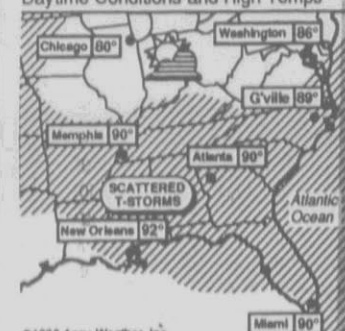 Daytime Conditions and High Temps
Washington 86°
Chicago 80°
G'ville 89°
Memphis 90°
Atlanta 90°
SCATTERED
T-STORMS
Atlantic
Ocean
New Orleans 92°
Miami 90°